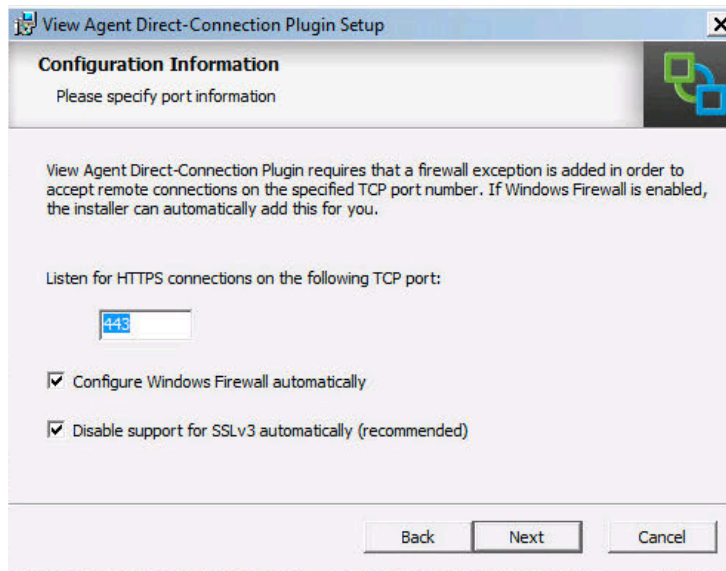 View Agent Direct-Connection Plugin Setup
Configuration Information
Please specify port information
View Agent Direct-Connection Plugin requires that a firewall exception is added in order to
accept remote connections on the specified TCP port number. If Windows Firewall is enabled,
the installer can automatically add this for you.
Listen for HTTPS connections on the following TCP port:
443
Configure Windows Firewall automatically
Disable support for SSLv3 automatically (recommended)
Back Next Cancel